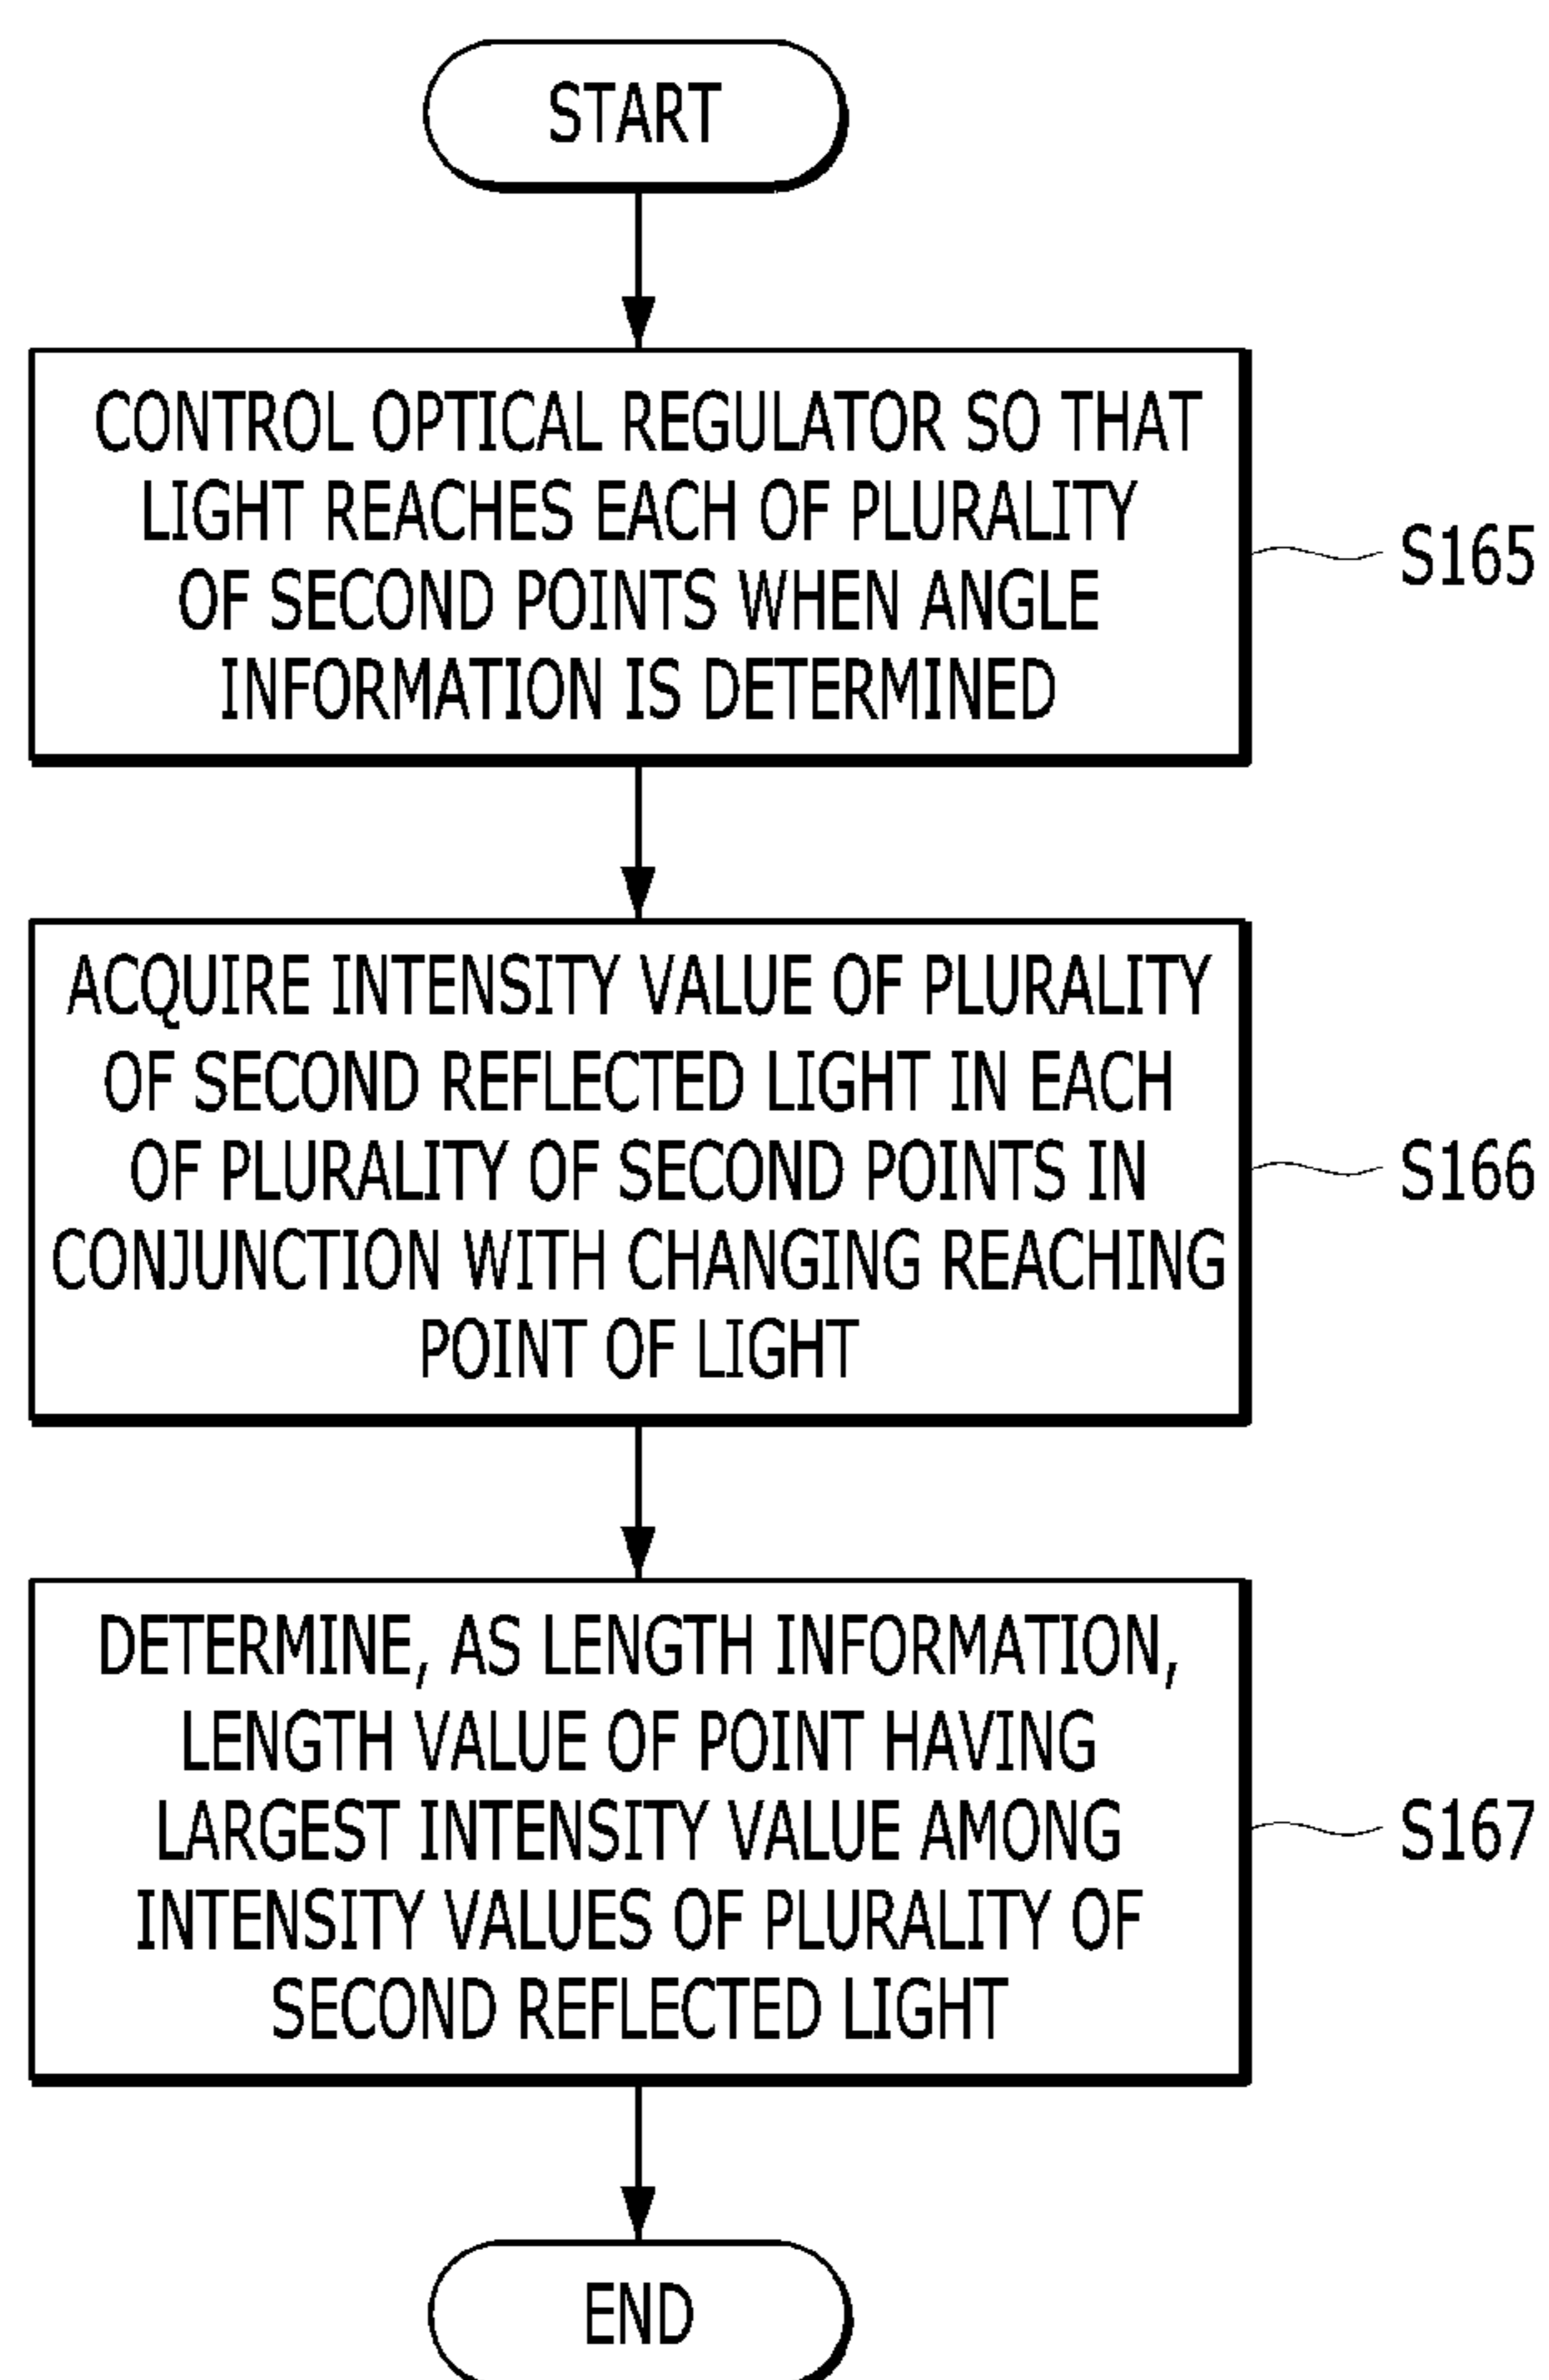 START
CONTROL OPTICAL REGULATOR SO THAT
LIGHT REACHES EACH OF PLURALITY
OF SECOND POINTS WHEN ANGLE
INFORMATION IS DETERMINED
S165
ACQUIRE INTENSITY VALUE OF PLURALITY
OF SECOND REFLECTED LIGHT IN EACH
OF PLURALITY OF SECOND POINTS IN
CONJUNCTION WITH CHANGING REACHING
POINT OF LIGHT
S166
DETERMINE, AS LENGTH INFORMATION,
LENGTH VALUE OF POINT HAVING
LARGEST INTENSITY VALUE AMONG
INTENSITY VALUES OF PLURALITY OF
SECOND REFLECTED LIGHT
S167
END